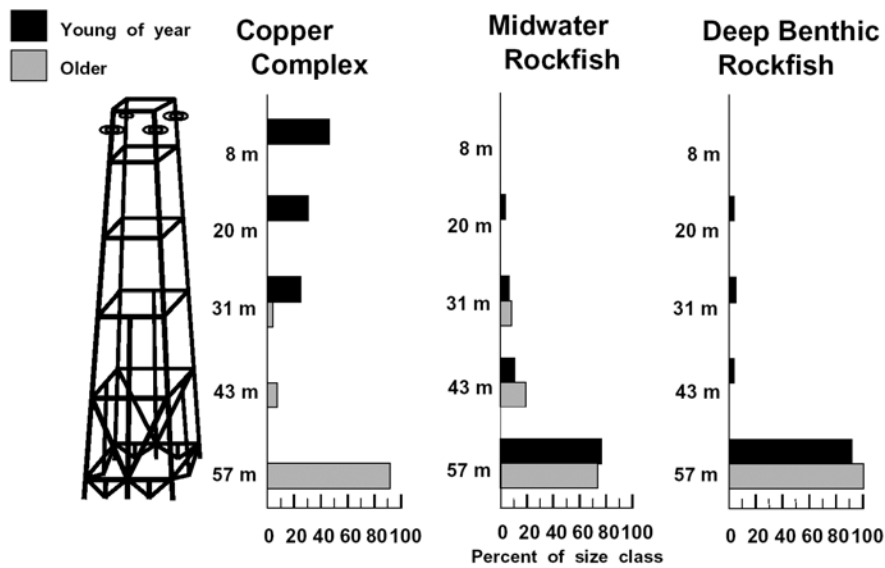 Young of year
Older
Copper
Complex
8 m
20 m
31 m
43 m
57 m
0 20 40 60 80 100
Midwater
Rockfish
8 m
20 m
31 m
43 m
57 m
0 20 40 60 80 100
Percent of size class
Deep Benthic
Rockfish
8 m
20 m
31 m
43 m
57 m
0 20 40 60 80 100